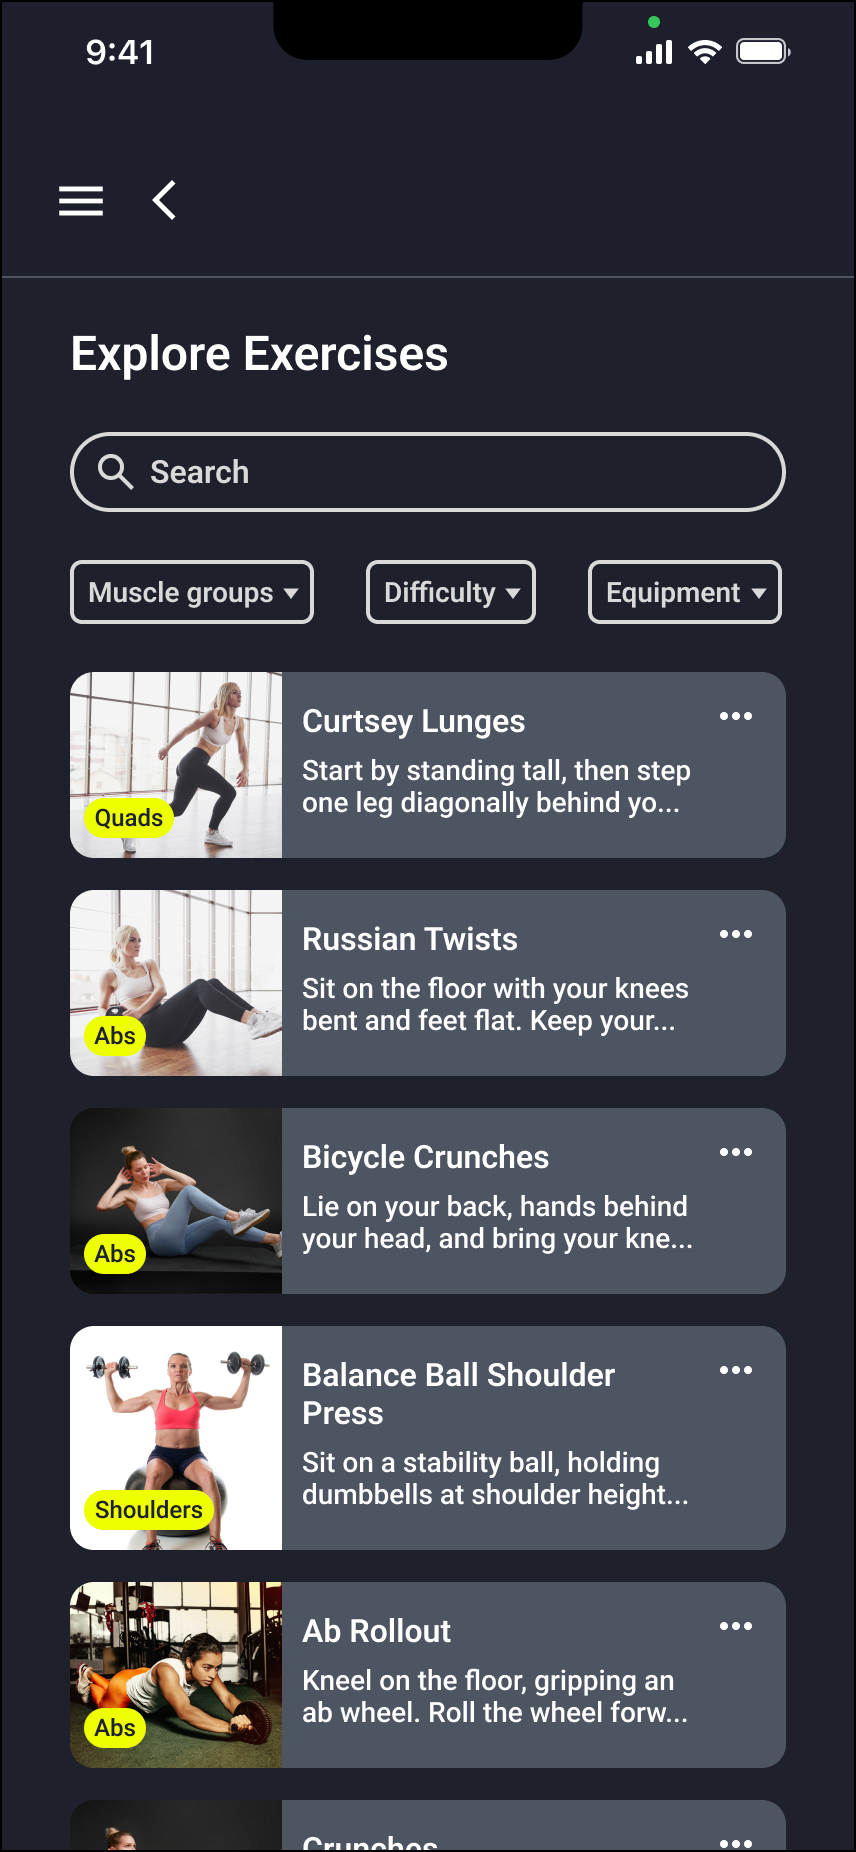 9:41
Explore Exercises
Search
Muscle groups
Difficulty
Equipment
Quads
Curtsey Lunges
Start by standing tall, then step
one leg diagonally behind yo...
Abs
Russian Twists
Sit on the floor with your knees
bent and feet flat. Keep your...
Abs
Bicycle Crunches
Lie on your back, hands behind
your head, and bring your kne...
Shoulders
Balance Ball Shoulder
Press
Sit on a stability ball, holding
dumbbells at shoulder height...
Abs
Ab Rollout
Kneel on the floor, gripping an
ab wheel. Roll the wheel forw...
Crunches